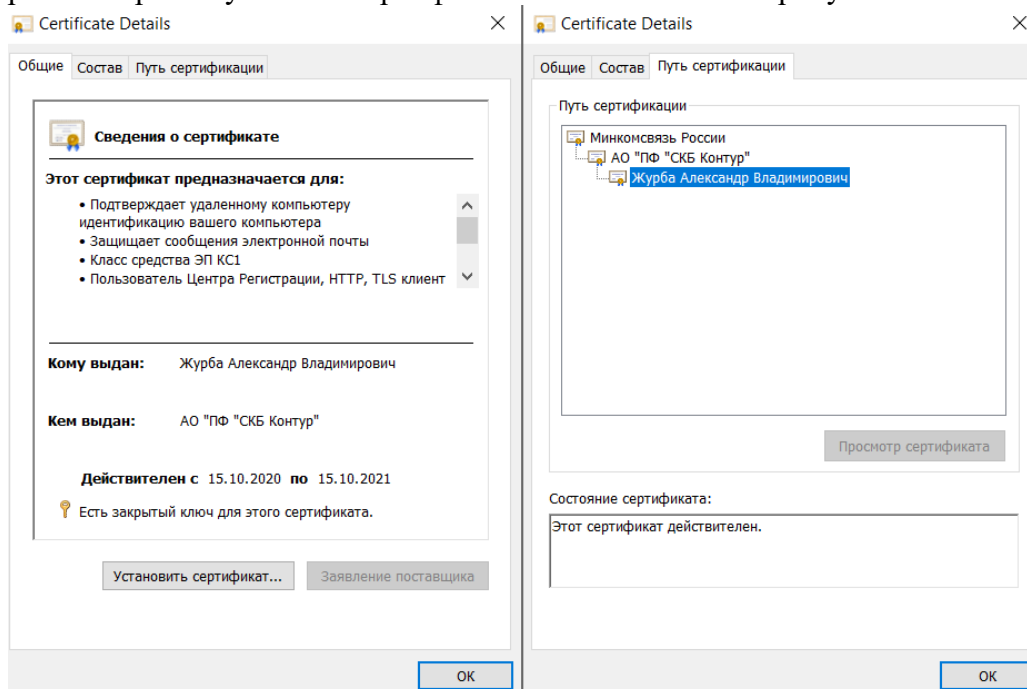 Certificate Details
Общие Состав Путь сертификации
Сведения о сертификате
Этот сертификат предназначается для:
• Подтверждает удаленному компьютеру
идентификацию вашего компьютера
• Защищает сообщения электронной почты
• Класс средства ЭП КС1
• Пользователь Центра Регистрации, HTTP, TLS клиент
Кому выдан: Журба Александр Владимирович
Кем выдан: АО "ПФ "СКБ Контур"
Действителен с 15.10.2020 по 15.10.2021
Есть закрытый ключ для этого сертификата.
Установить сертификат... Заявление поставщика
ОК
Certificate Details
Общие Состав Путь сертификации
Путь сертификации
Минкомсвязь России
АО "ПФ "СКБ Контур"
Журба Александр Владимирович
Просмотр сертификата
Состояние сертификата:
Этот сертификат действителен.
ОК